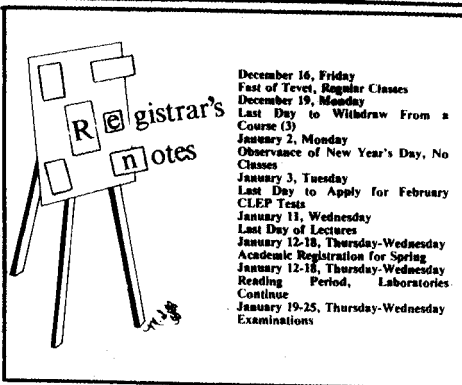 Registrar's
notes
December 16, Friday
Fast of Tevet, Regular Classes
December 19, Monday
Last Day to Withdraw From a
Course (3)
January 2, Monday
Observance of New Year's Day, No
Classes
January 3, Tuesday
Last Day to Apply for February
CLEP Tests
January 11, Wednesday
Last Day of Lectures
January 12-18, Thursday-Wednesday
Academic Registration for Spring
January 12-18, Thursday-Wednesday
Reading Period, Laboratories
Continue
January 19-25, Thursday-Wednesday
Examinations